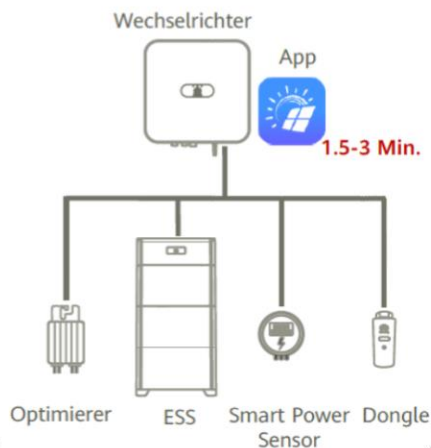 Wechselrichter
App
1.5-3 Min.
Optimierer
ESS
Smart Power
Sensor
Dongle